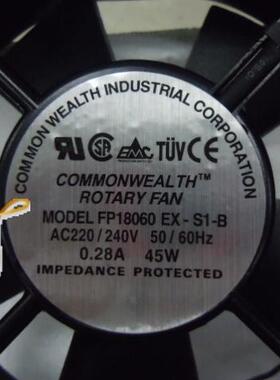 COMMON WEALTH INDUSTRIAL CORPORATION
EMC TÜV CE
COMMONWEALTH™
ROTARY FAN
MODEL FP18060 EX - S1-B
AC220 / 240V 50 / 60Hz
0.28A 45W
IMPEDANCE PROTECTED